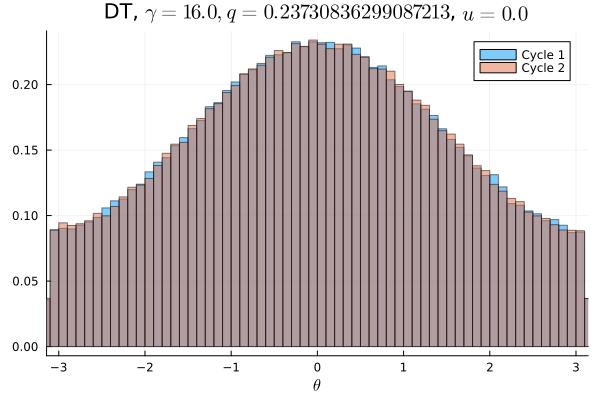 DT, γ = 16.0, q = 0.23730836299087213, u = 0.0
Cycle 1
Cycle 2
0.20
0.15
0.10
0.05
0.00
−3 −2 −1 0 1 2 3
θ